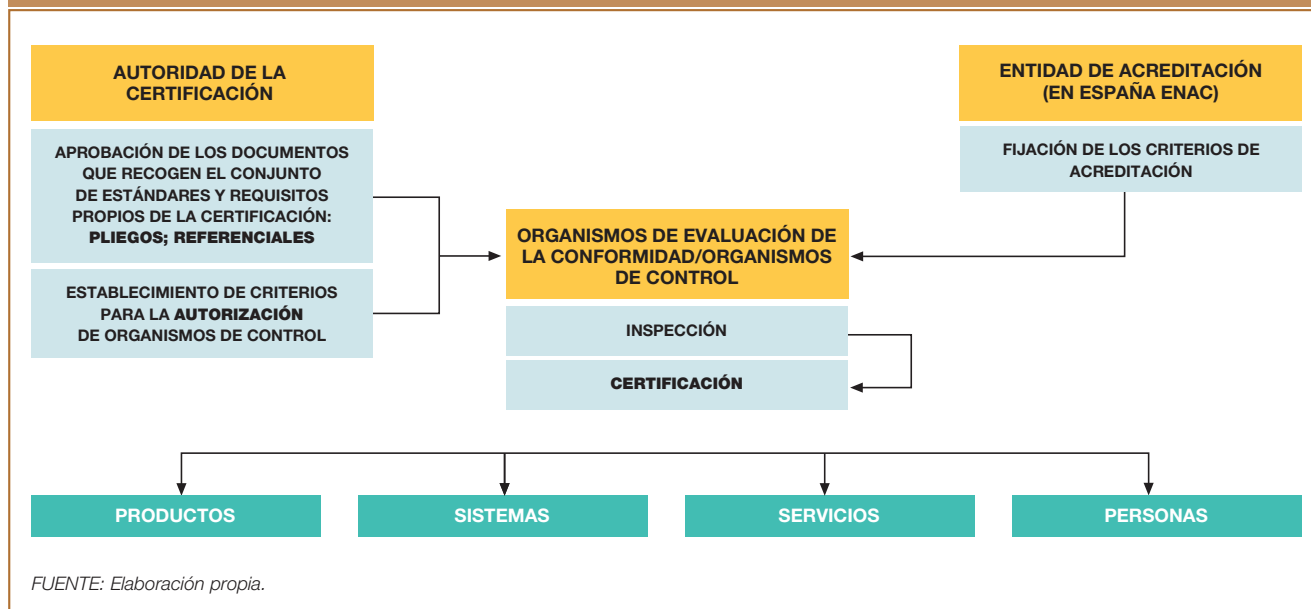 AUTORIDAD DE LA
CERTIFICACIÓN
APROBACIÓN DE LOS DOCUMENTOS
QUE RECOGEN EL CONJUNTO
DE ESTÁNDARES Y REQUISITOS
PROPIOS DE LA CERTIFICACIÓN:
PLIEGOS; REFERENCIALES
ESTABLECIMIENTO DE CRITERIOS
PARA LA AUTORIZACIÓN
DE ORGANISMOS DE CONTROL
ENTIDAD DE ACREDITACIÓN
(EN ESPAÑA ENAC)
FIJACIÓN DE LOS CRITERIOS DE
ACREDITACIÓN
ORGANISMOS DE EVALUACIÓN DE
LA CONFORMIDAD/ORGANISMOS
DE CONTROL
INSPECCIÓN
CERTIFICACIÓN
PRODUCTOS
SISTEMAS
SERVICIOS
PERSONAS
FUENTE: Elaboración propia.